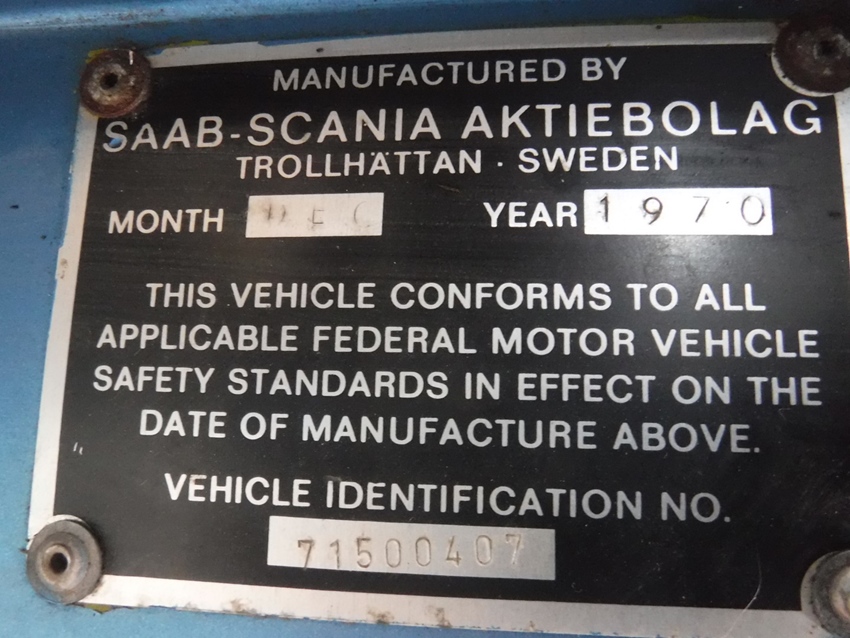 MANUFACTURED BY
SAAB-SCANIA AKTIEBOLAG
TROLLHÄTTAN · SWEDEN
MONTH DEC YEAR 1970
THIS VEHICLE CONFORMS TO ALL
APPLICABLE FEDERAL MOTOR VEHICLE
SAFETY STANDARDS IN EFFECT ON THE
DATE OF MANUFACTURE ABOVE.
VEHICLE IDENTIFICATION NO.
71500407